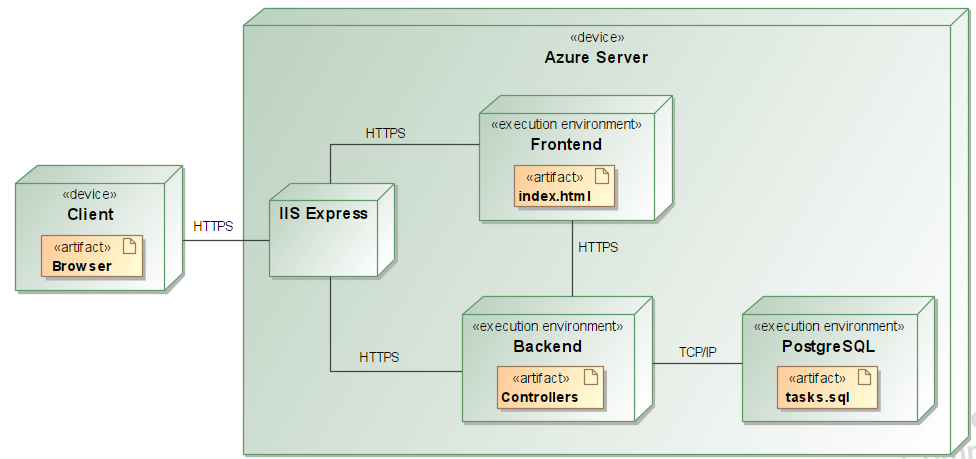 «device»
Azure Server
«execution environment»
Frontend
«artifact»
index.html
HTTPS
«device»
Client
«artifact»
Browser
HTTPS
IIS Express
HTTPS
HTTPS
«execution environment»
Backend
«artifact»
Controllers
TCP/IP
«execution environment»
PostgreSQL
«artifact»
tasks.sql